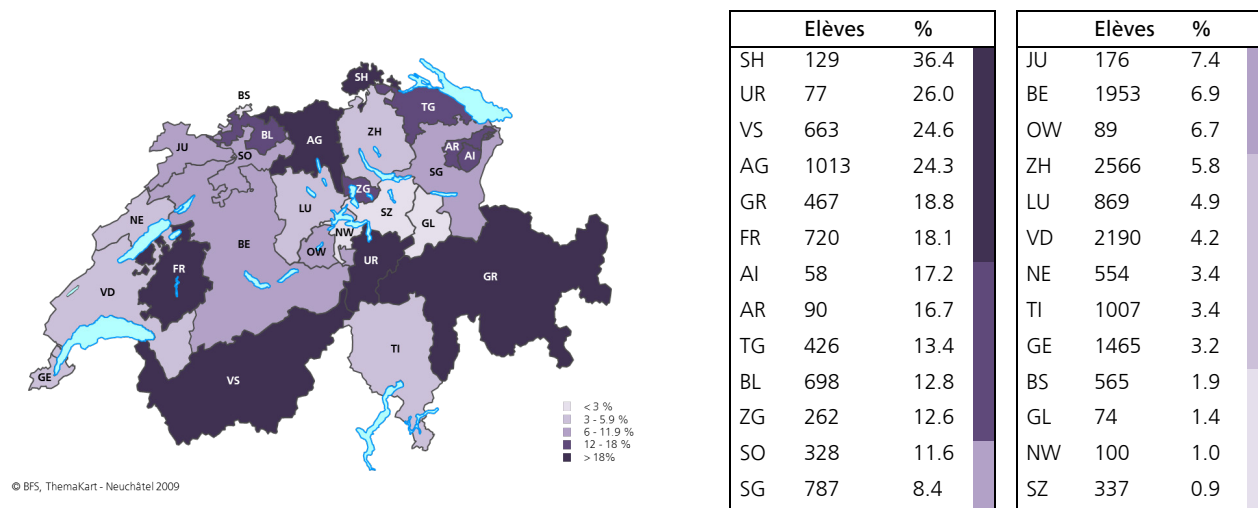 SH
BS
TG
BL
AG
ZH
JU
SO
AR
AI
SG
ZG
NE
LU
SZ
GL
NW
BE
OW
UR
FR
GR
VD
TI
GE
VS
< 3 %
3 - 5.9 %
6 - 11.9 %
12 - 18 %
> 18%
© BFS, ThemaKart - Neuchâtel 2009
Elèves %
SH 129 36.4
UR 77 26.0
VS 663 24.6
AG 1013 24.3
GR 467 18.8
FR 720 18.1
AI 58 17.2
AR 90 16.7
TG 426 13.4
BL 698 12.8
ZG 262 12.6
SO 328 11.6
SG 787 8.4
Elèves %
JU 176 7.4
BE 1953 6.9
OW 89 6.7
ZH 2566 5.8
LU 869 4.9
VD 2190 4.2
NE 554 3.4
TI 1007 3.4
GE 1465 3.2
BS 565 1.9
GL 74 1.4
NW 100 1.0
SZ 337 0.9